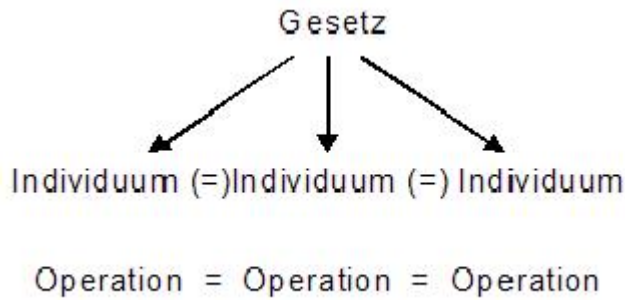 Gesetz
Individuum (=)Individuum (=) Individuum
Operation = Operation = Operation